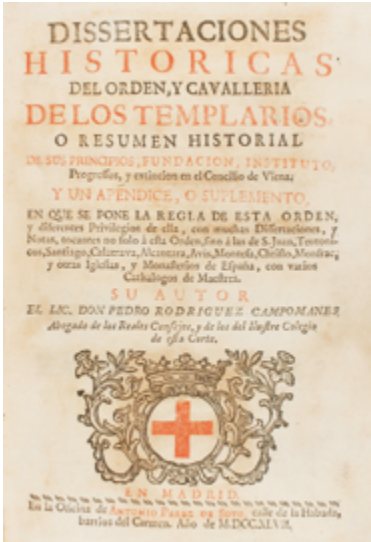 DISSERTACIONES
HISTORICAS
DEL ORDEN, Y CAVALLERIA
DE LOS TEMPLARIOS,
O RESUMEN HISTORIAL
DE SUS PRINCIPIOS, FUNDACION, INSTITUTO,
Progressos, y extincion en el Concilio de Viena;
Y UN APENDICE, O SUPLEMENTO,
EN QUE SE PONE LA REGLA DE ESTA ORDEN,
y diferentes Privilegios de ella, con muchas Dissertaciones, y
Notas, tocantes no solo à esta Orden, sino à las de S. Juan, Teutoni-
cos, Santiago, Calatrava, Alcantara, Avis, Montesa, Christo, Monfrac,
y otras Iglesias, y Monasterios de España, con varios
Cathalogos de Maestres.
SU AUTOR
EL LIC. DON PEDRO RODRIGUEZ CAMPOMANES
Abogado de los Reales Consejos, y de los del Ilustre Colegio
de esta Corte.
EN MADRID.
En la Oficina de ANTONIO PEREZ DE SOTO, calle de la Habada,
barrios del Carmen. Año de M.DCC.XLVII.